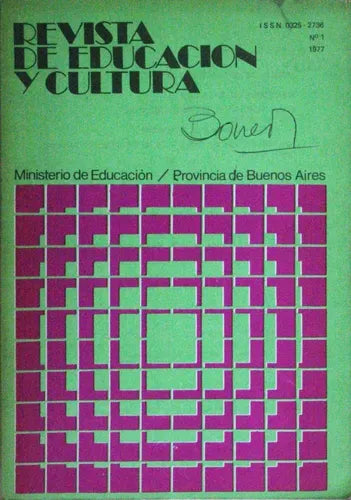 REVISTA
DE EDUCACION
Y CULTURA
ISSN. 0325-2736
Nº 1
1977
Ministerio de Educación / Provincia de Buenos Aires